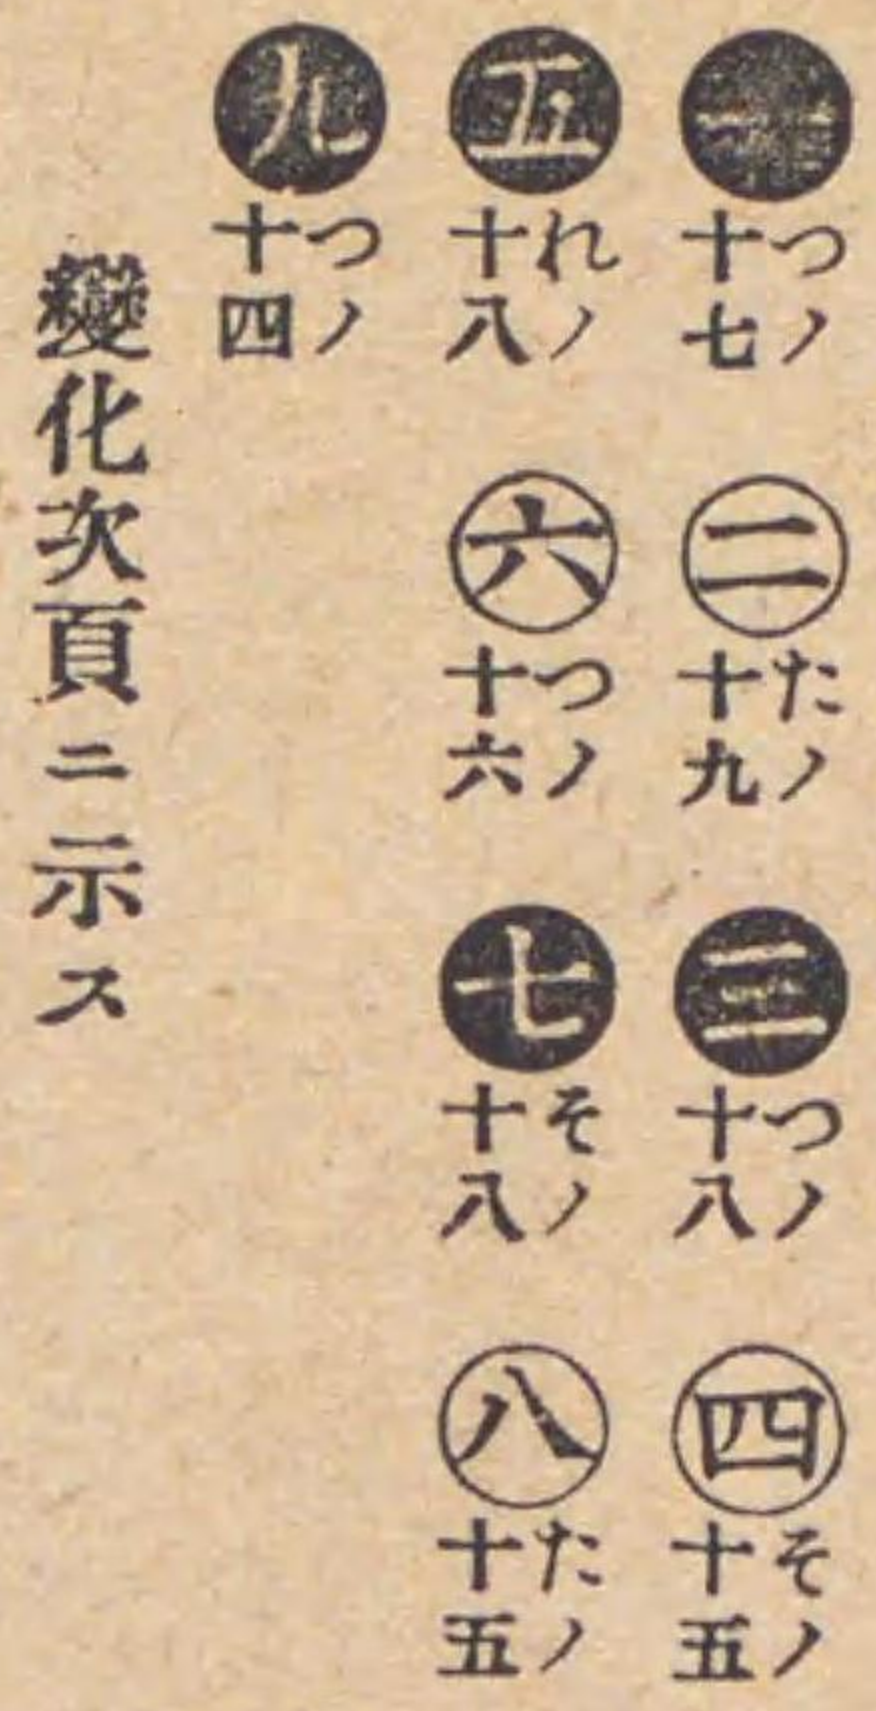 一 つノ十七 二 たノ十九 三 つノ十八 四 そノ十五
五 れノ十八 六 つノ十六 七 そノ十八 八 たノ十五
九 つノ十四
變化次頁ニ示ス